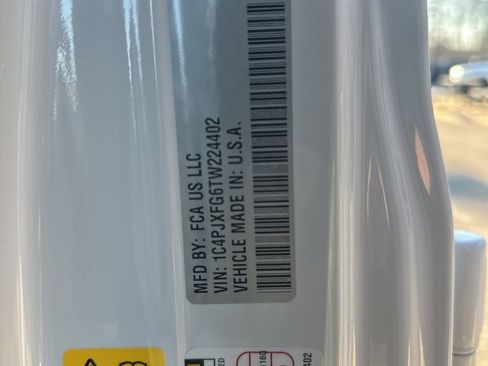 MFD BY: FCA US LLC
VIN: 1C4PJXFG6TW224402
VEHICLE MADE IN: U.S.A.